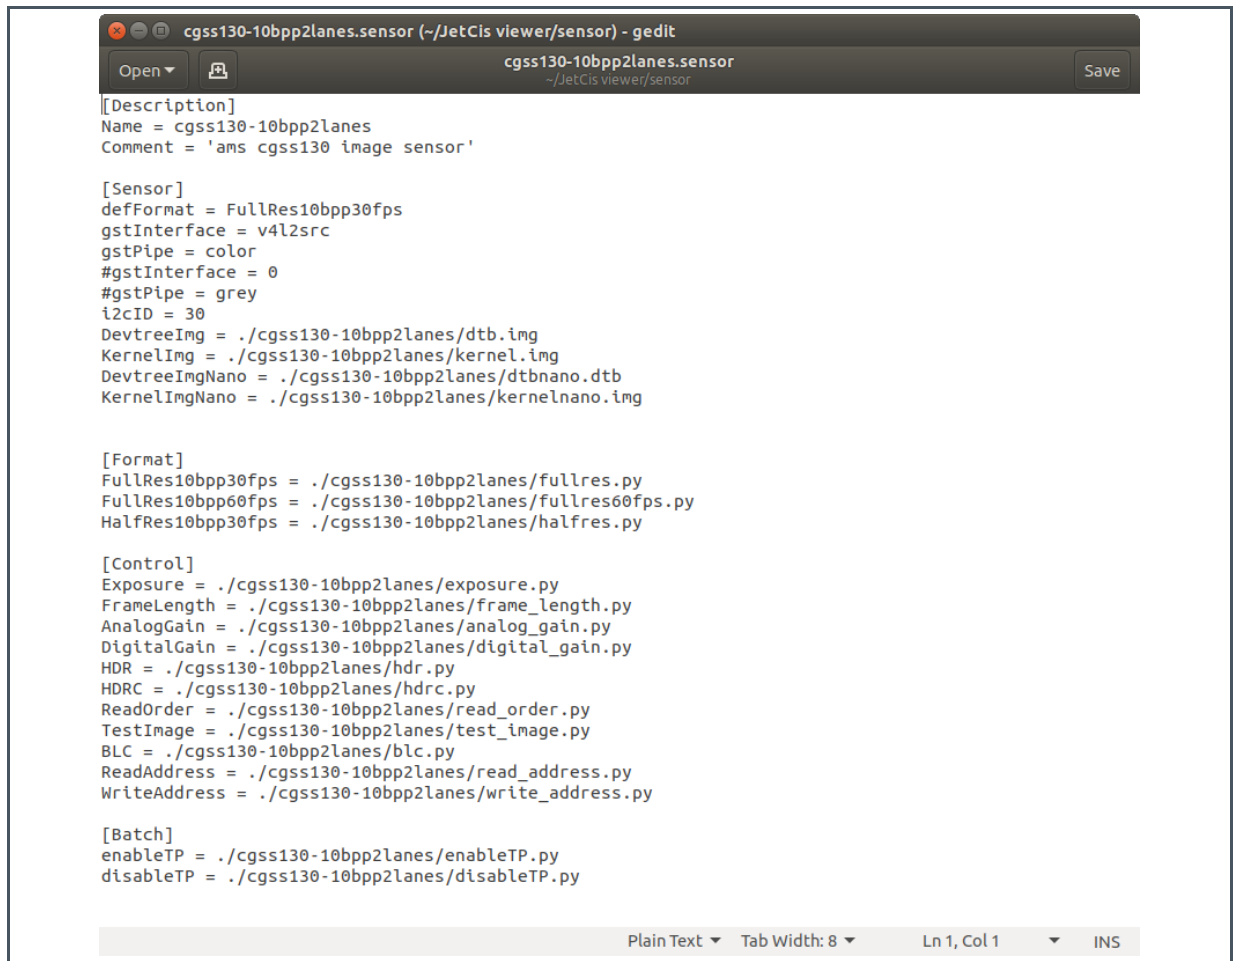 cgss130-10bpp2lanes.sensor (~/JetCis viewer/sensor) - gedit
Open
cgss130-10bpp2lanes.sensor
~/JetCis viewer/sensor
Save
[Description]
Name = cgss130-10bpp2lanes
Comment = 'ams cgss130 image sensor'
[Sensor]
defFormat = FullRes10bpp30fps
gstInterface = v4l2src
gstPipe = color
#gstInterface = 0
#gstPipe = grey
i2cID = 30
DevtreeImg = ./cgss130-10bpp2lanes/dtb.img
KernelImg = ./cgss130-10bpp2lanes/kernel.img
DevtreeImgNano = ./cgss130-10bpp2lanes/dtbnano.dtb
KernelImgNano = ./cgss130-10bpp2lanes/kernelnano.img
[Format]
FullRes10bpp30fps = ./cgss130-10bpp2lanes/fullres.py
FullRes10bpp60fps = ./cgss130-10bpp2lanes/fullres60fps.py
HalfRes10bpp30fps = ./cgss130-10bpp2lanes/halfres.py
[Control]
Exposure = ./cgss130-10bpp2lanes/exposure.py
FrameLength = ./cgss130-10bpp2lanes/frame_length.py
AnalogGain = ./cgss130-10bpp2lanes/analog_gain.py
DigitalGain = ./cgss130-10bpp2lanes/digital_gain.py
HDR = ./cgss130-10bpp2lanes/hdr.py
HDRC = ./cgss130-10bpp2lanes/hdrc.py
ReadOrder = ./cgss130-10bpp2lanes/read_order.py
TestImage = ./cgss130-10bpp2lanes/test_image.py
BLC = ./cgss130-10bpp2lanes/blc.py
ReadAddress = ./cgss130-10bpp2lanes/read_address.py
WriteAddress = ./cgss130-10bpp2lanes/write_address.py
[Batch]
enableTP = ./cgss130-10bpp2lanes/enableTP.py
disableTP = ./cgss130-10bpp2lanes/disableTP.py
Plain Text Tab Width: 8 Ln 1, Col 1 INS